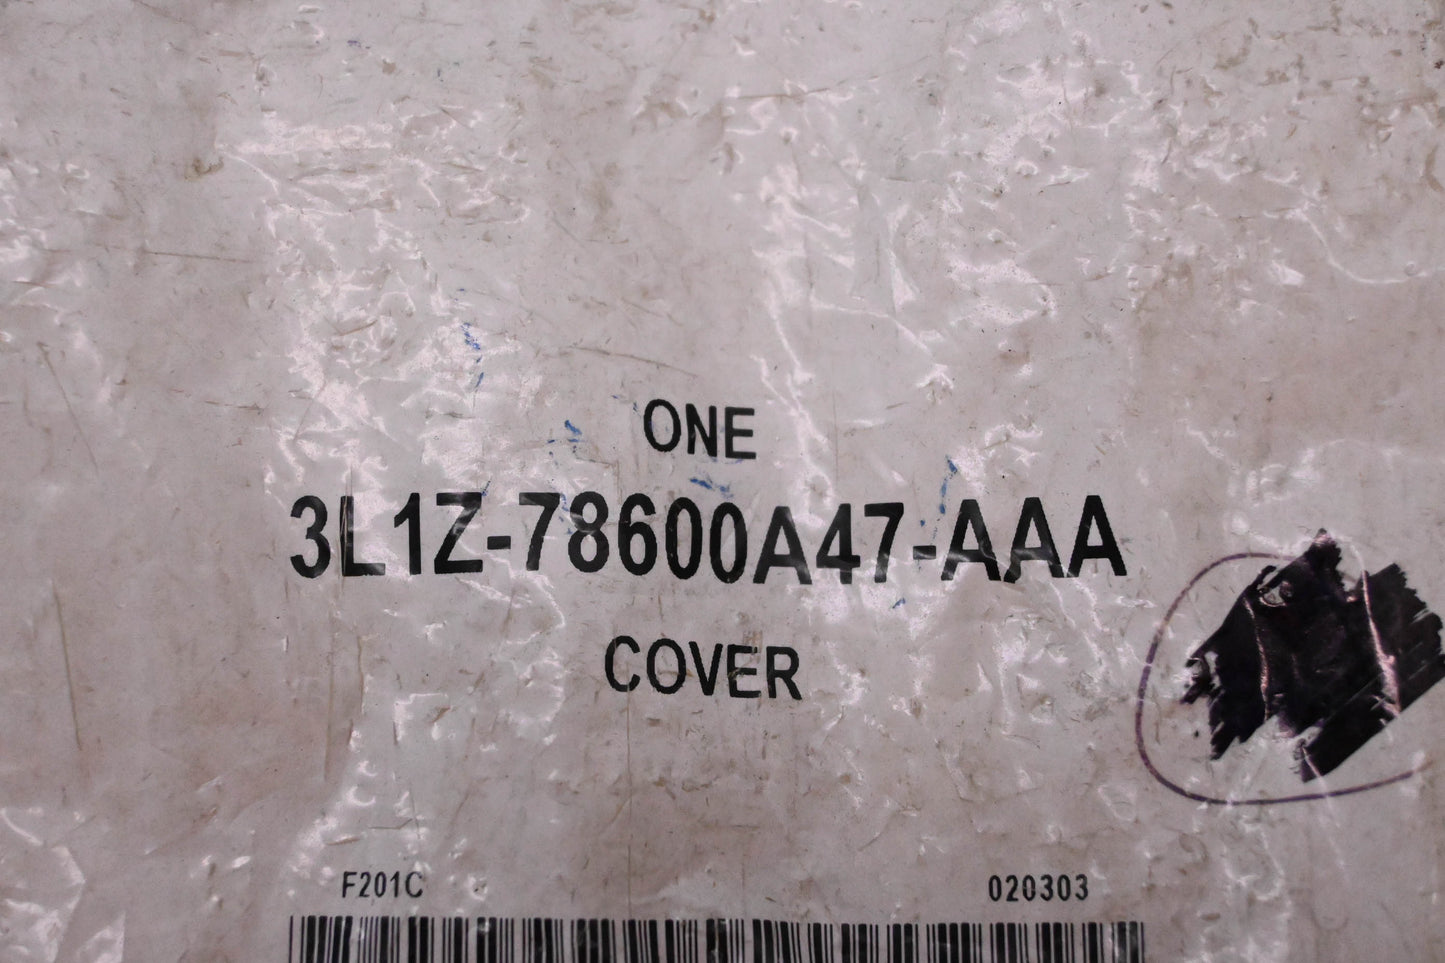 ONE
3L1Z-78600A47-AAA
COVER
F201C 020303